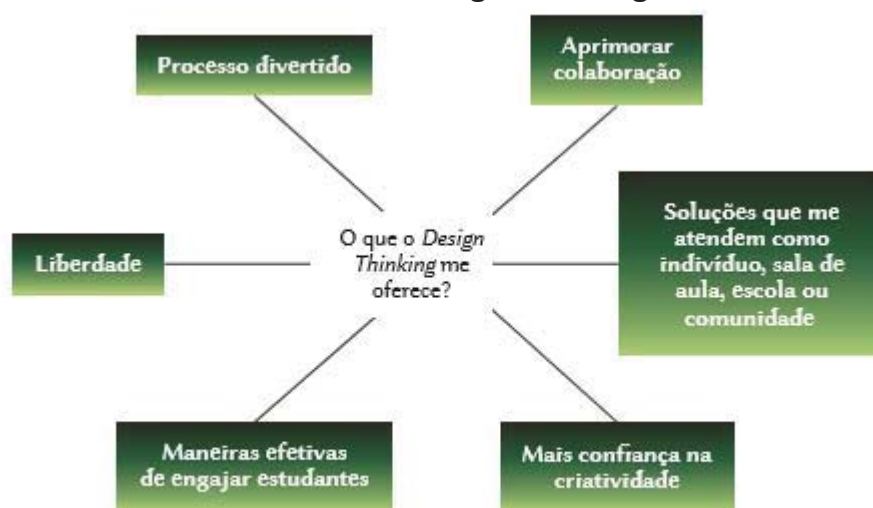 Processo divertido
Aprimorar
colaboração
O que o Design
Thinking me
oferece?
Liberdade
Soluções que me
atendem como
indivíduo, sala de
aula, escola ou
comunidade
Maneiras efetivas
de engajar estudantes
Mais confiança na
criatividade